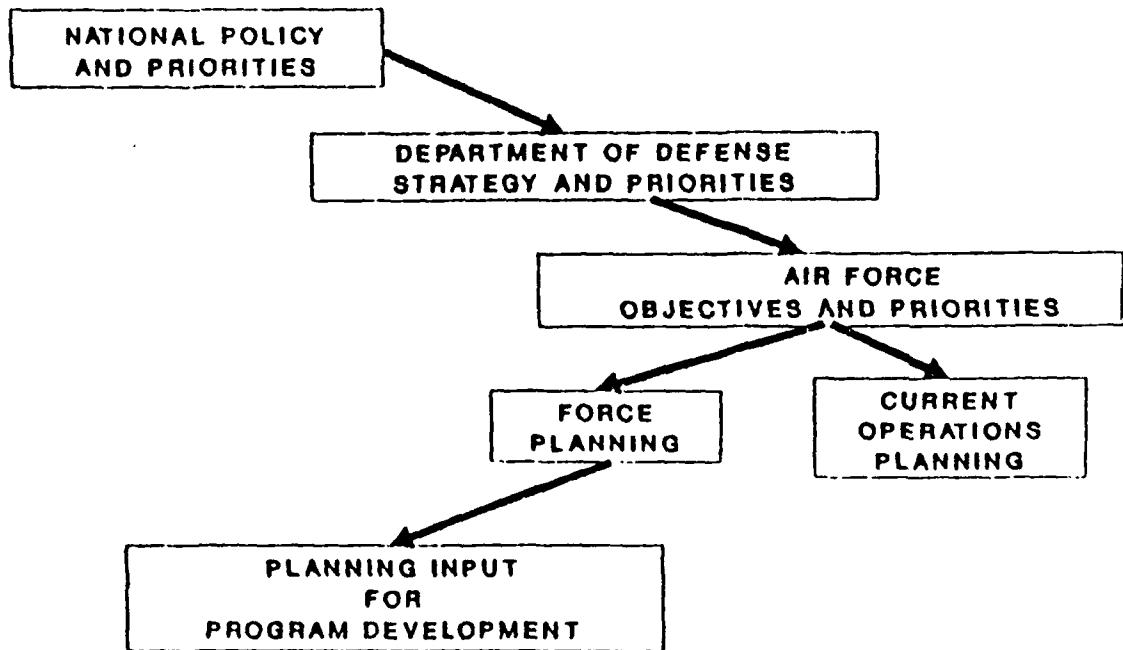 NATIONAL POLICY
AND PRIORITIES
DEPARTMENT OF DEFENSE
STRATEGY AND PRIORITIES
AIR FORCE
OBJECTIVES AND PRIORITIES
FORCE
PLANNING
CURRENT
OPERATIONS
PLANNING
PLANNING INPUT
FOR
PROGRAM DEVELOPMENT